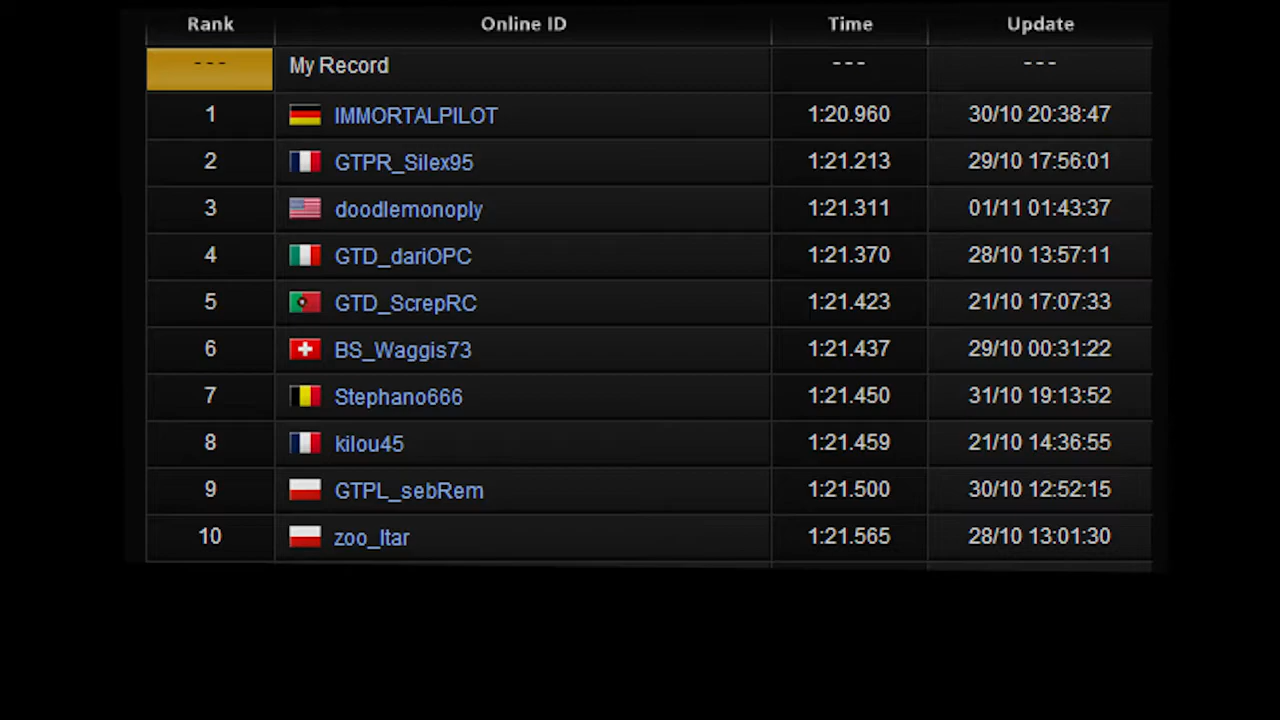 Rank Online ID Time Update
--- My Record --- ---
1 IMMORTALPILOT 1:20.960 30/10 20:38:47
2 GTPR_Silex95 1:21.213 29/10 17:56:01
3 doodlemonoply 1:21.311 01/11 01:43:37
4 GTD_dariOPC 1:21.370 28/10 13:57:11
5 GTD_ScrepRC 1:21.423 21/10 17:07:33
6 BS_Waggis73 1:21.437 29/10 00:31:22
7 Stephano666 1:21.450 31/10 19:13:52
8 kilou45 1:21.459 21/10 14:36:55
9 GTPL_sebRem 1:21.500 30/10 12:52:15
10 zoo_ltar 1:21.565 28/10 13:01:30